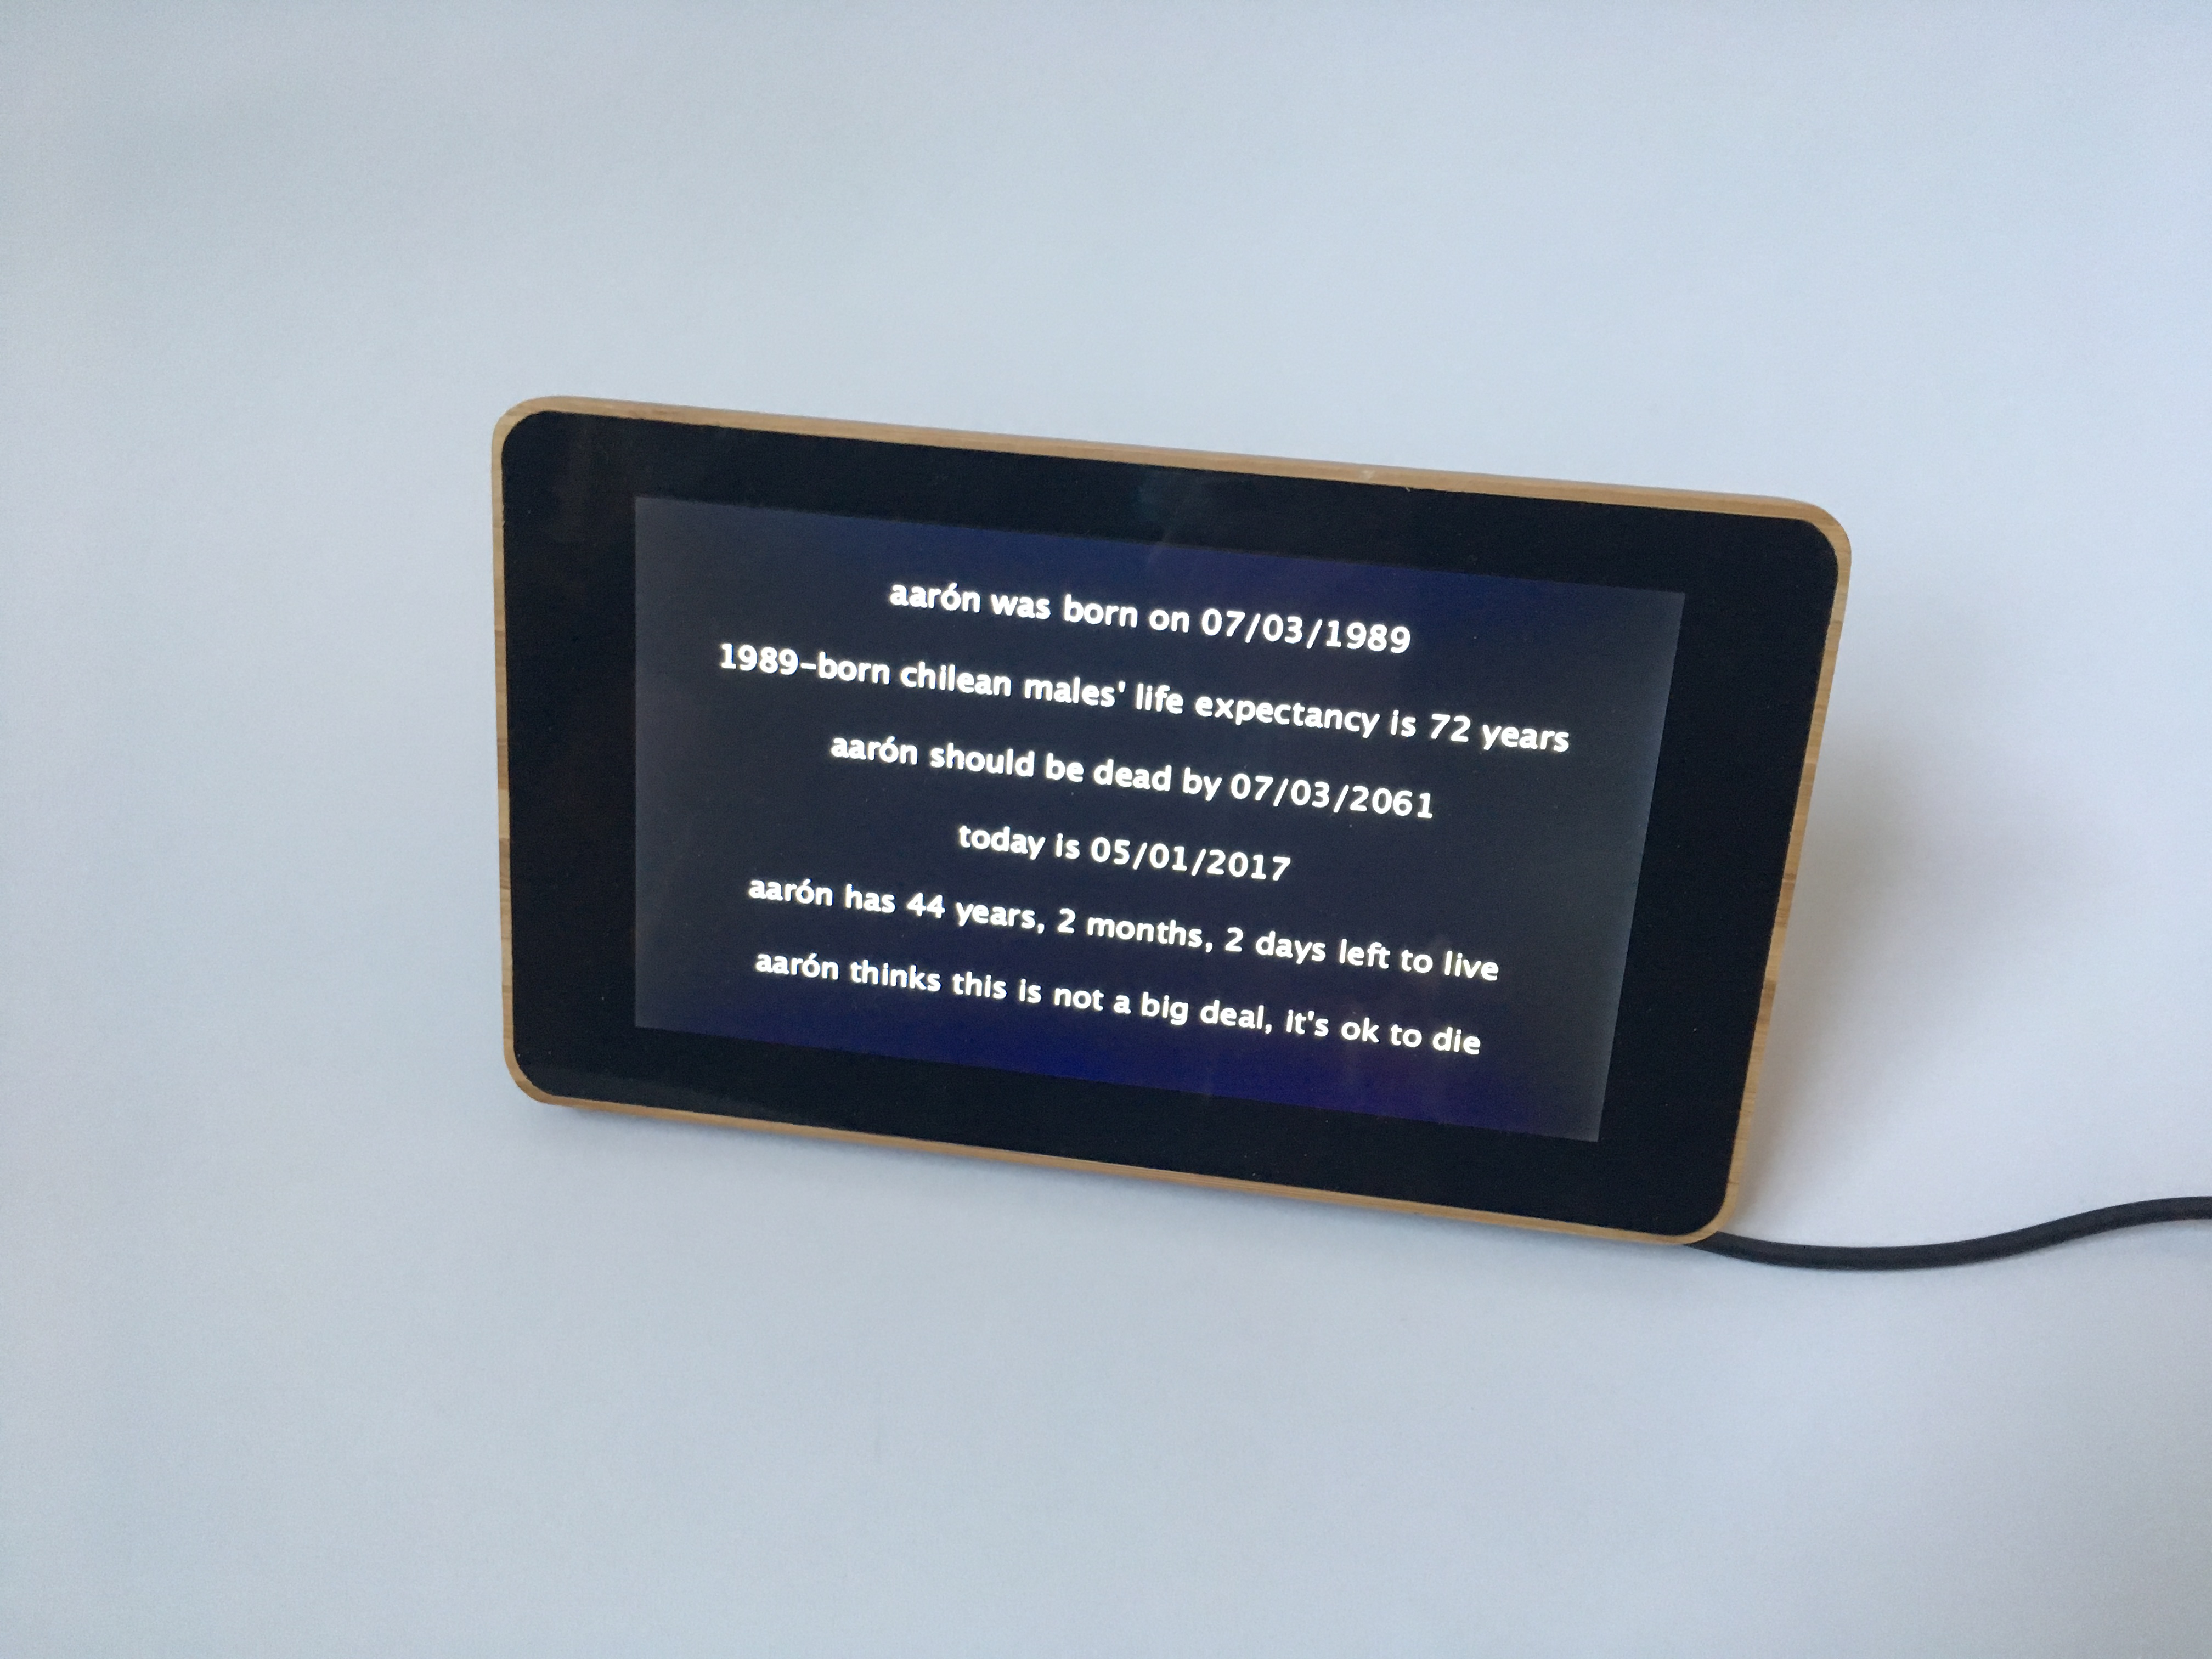 aarón was born on 07/03/1989
1989-born chilean males' life expectancy is 72 years
aarón should be dead by 07/03/2061
today is 05/01/2017
aarón has 44 years, 2 months, 2 days left to live
aarón thinks this is not a big deal, it's ok to die